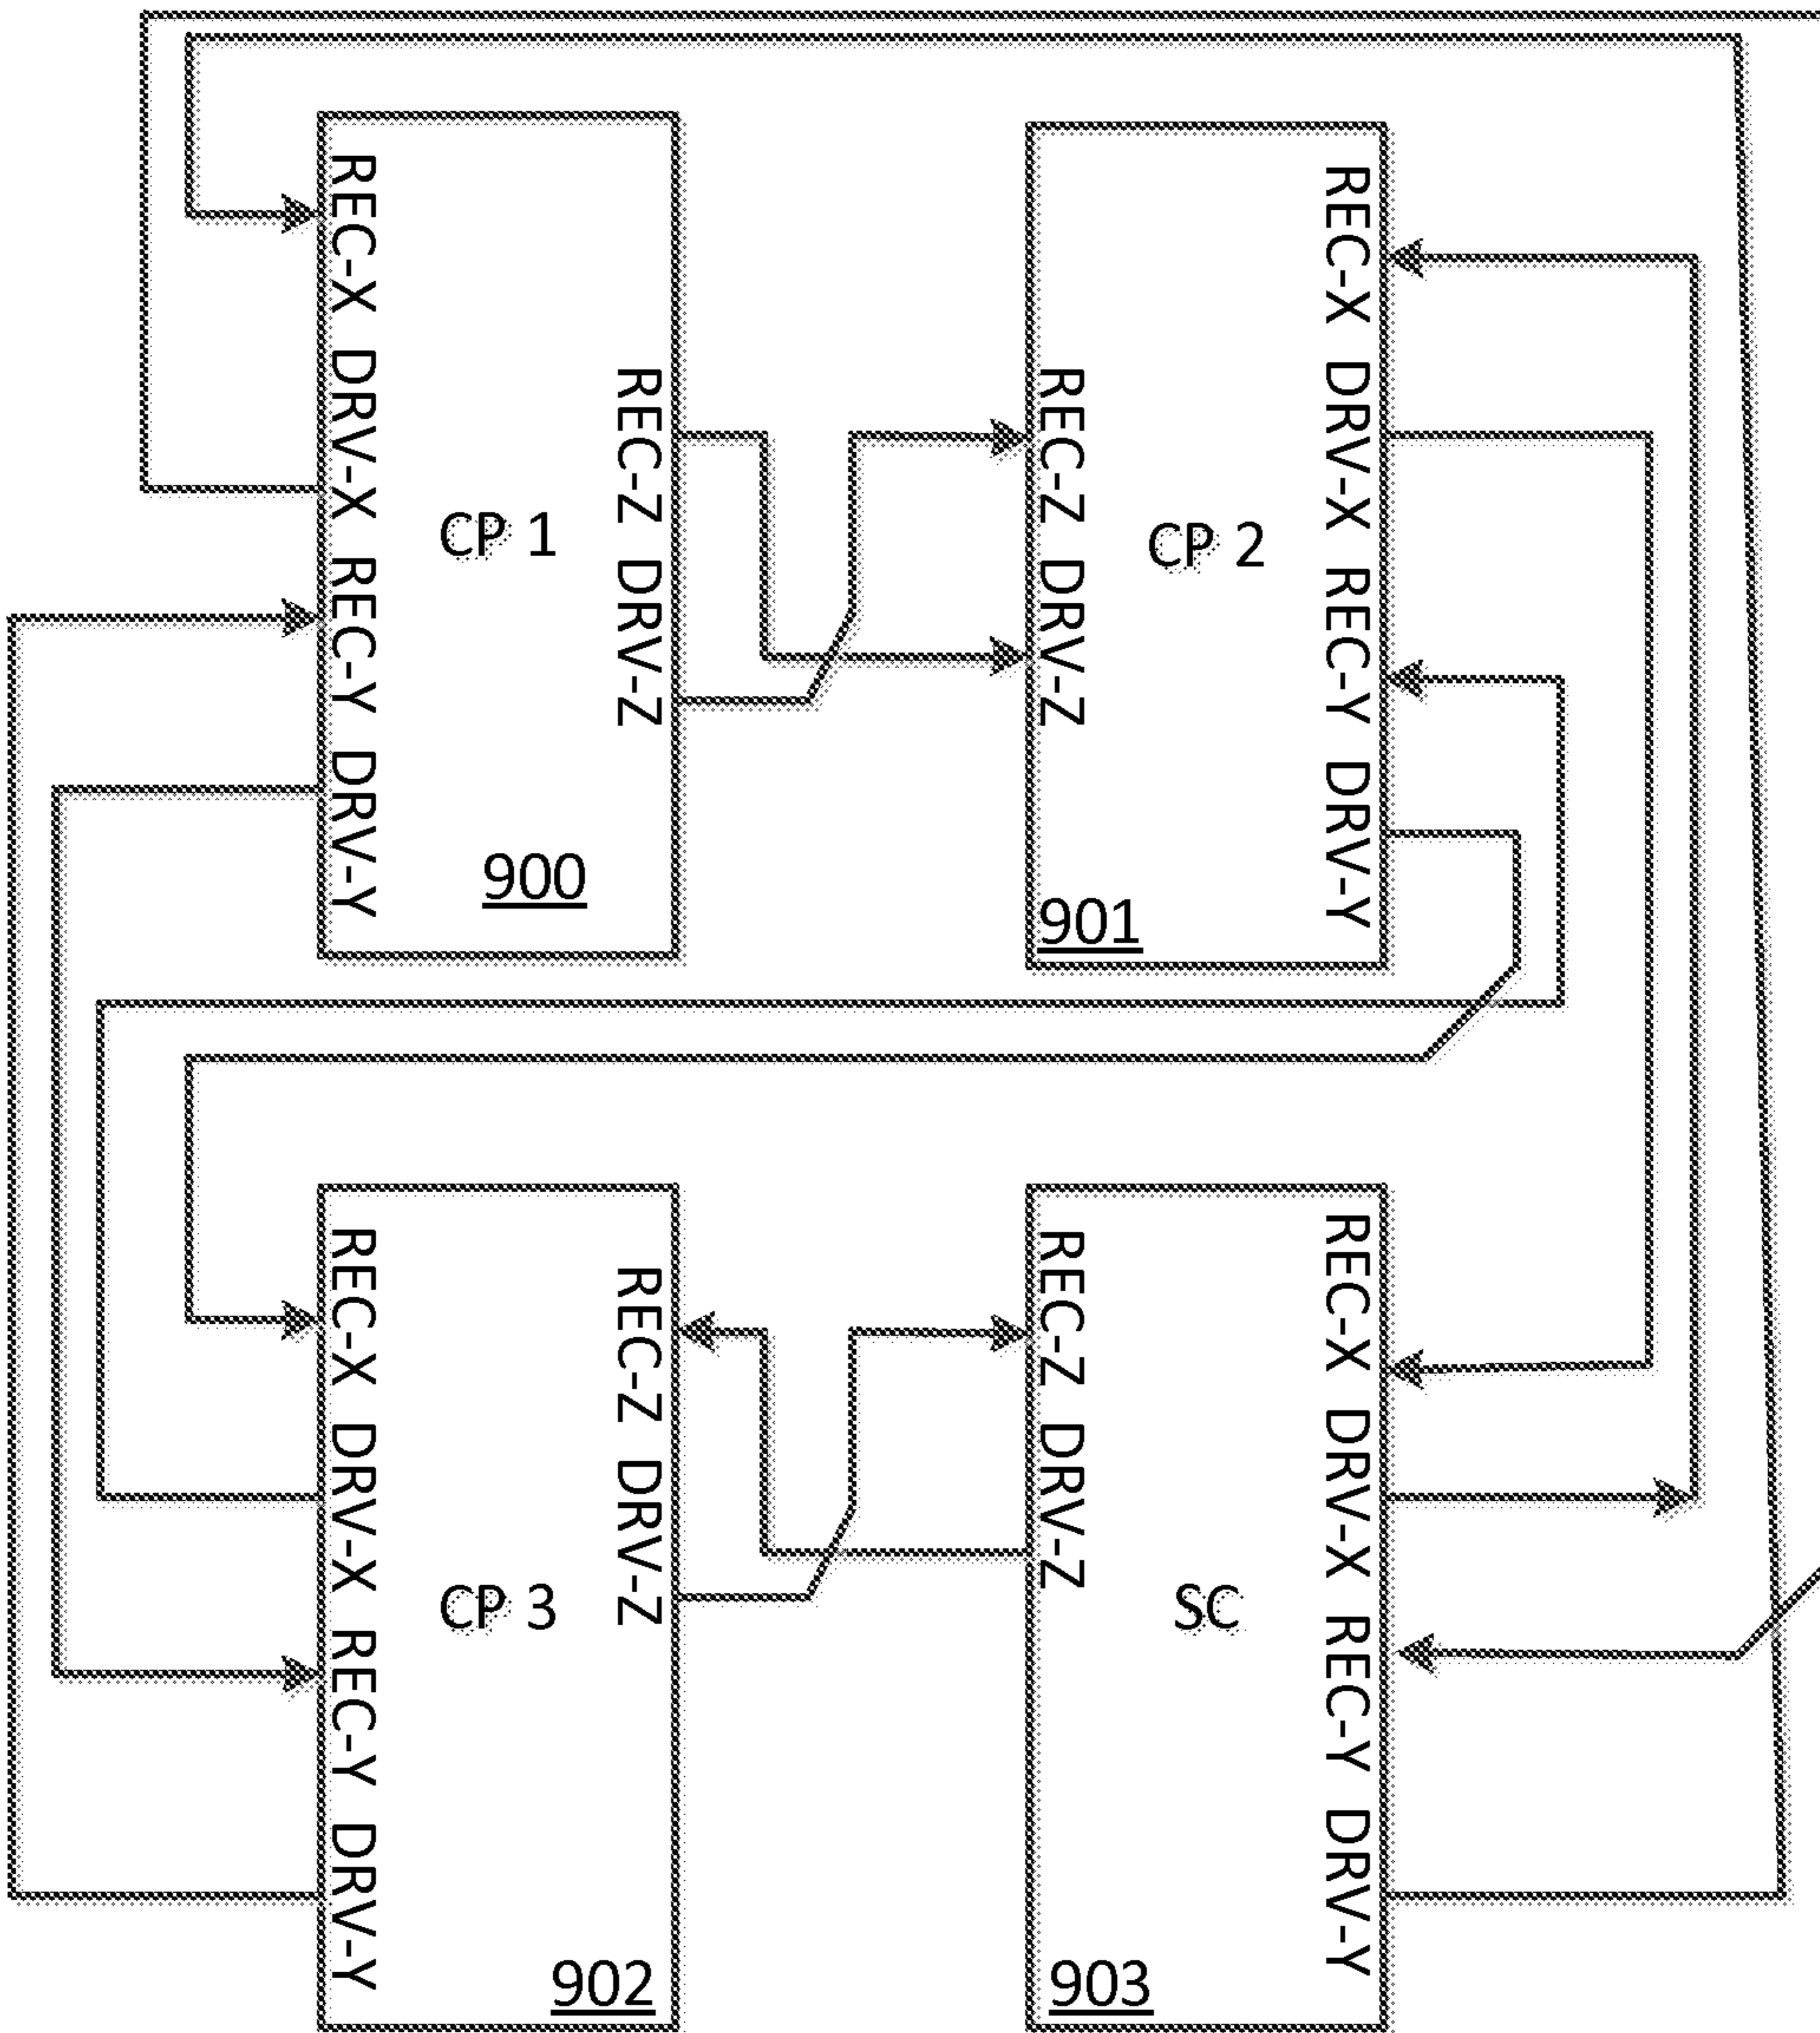 REC-X DRV-X REC-Y DRV-Y
CP 1
REC-Z DRV-Z
900
REC-Z DRV-Z
CP 2
REC-X DRV-X REC-Y DRV-Y
901
REC-X DRV-X REC-Y DRV-Y
CP 3
REC-Z DRV-Z
902
REC-Z DRV-Z
SC
REC-X DRV-X REC-Y DRV-Y
903